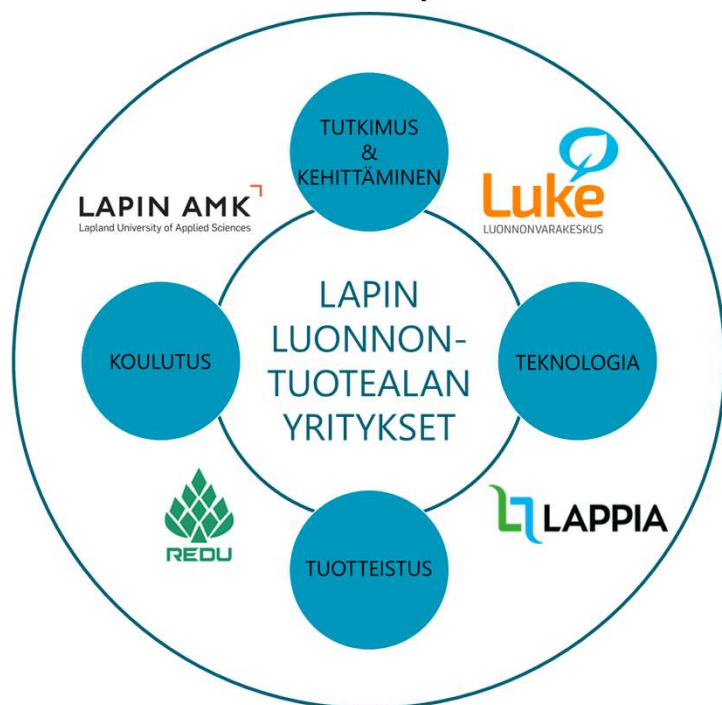 TUTKIMUS
&
KEHITTÄMINEN
LAPIN AMK
Lapland University of Applied Sciences
Luke
LUONNONVARAKESKUS
LAPIN
LUONNON-
TUOTEALAN
YRITYKSET
KOULUTUS
TEKNOLOGIA
REDU
LAPPIA
TUOTTEISTUS